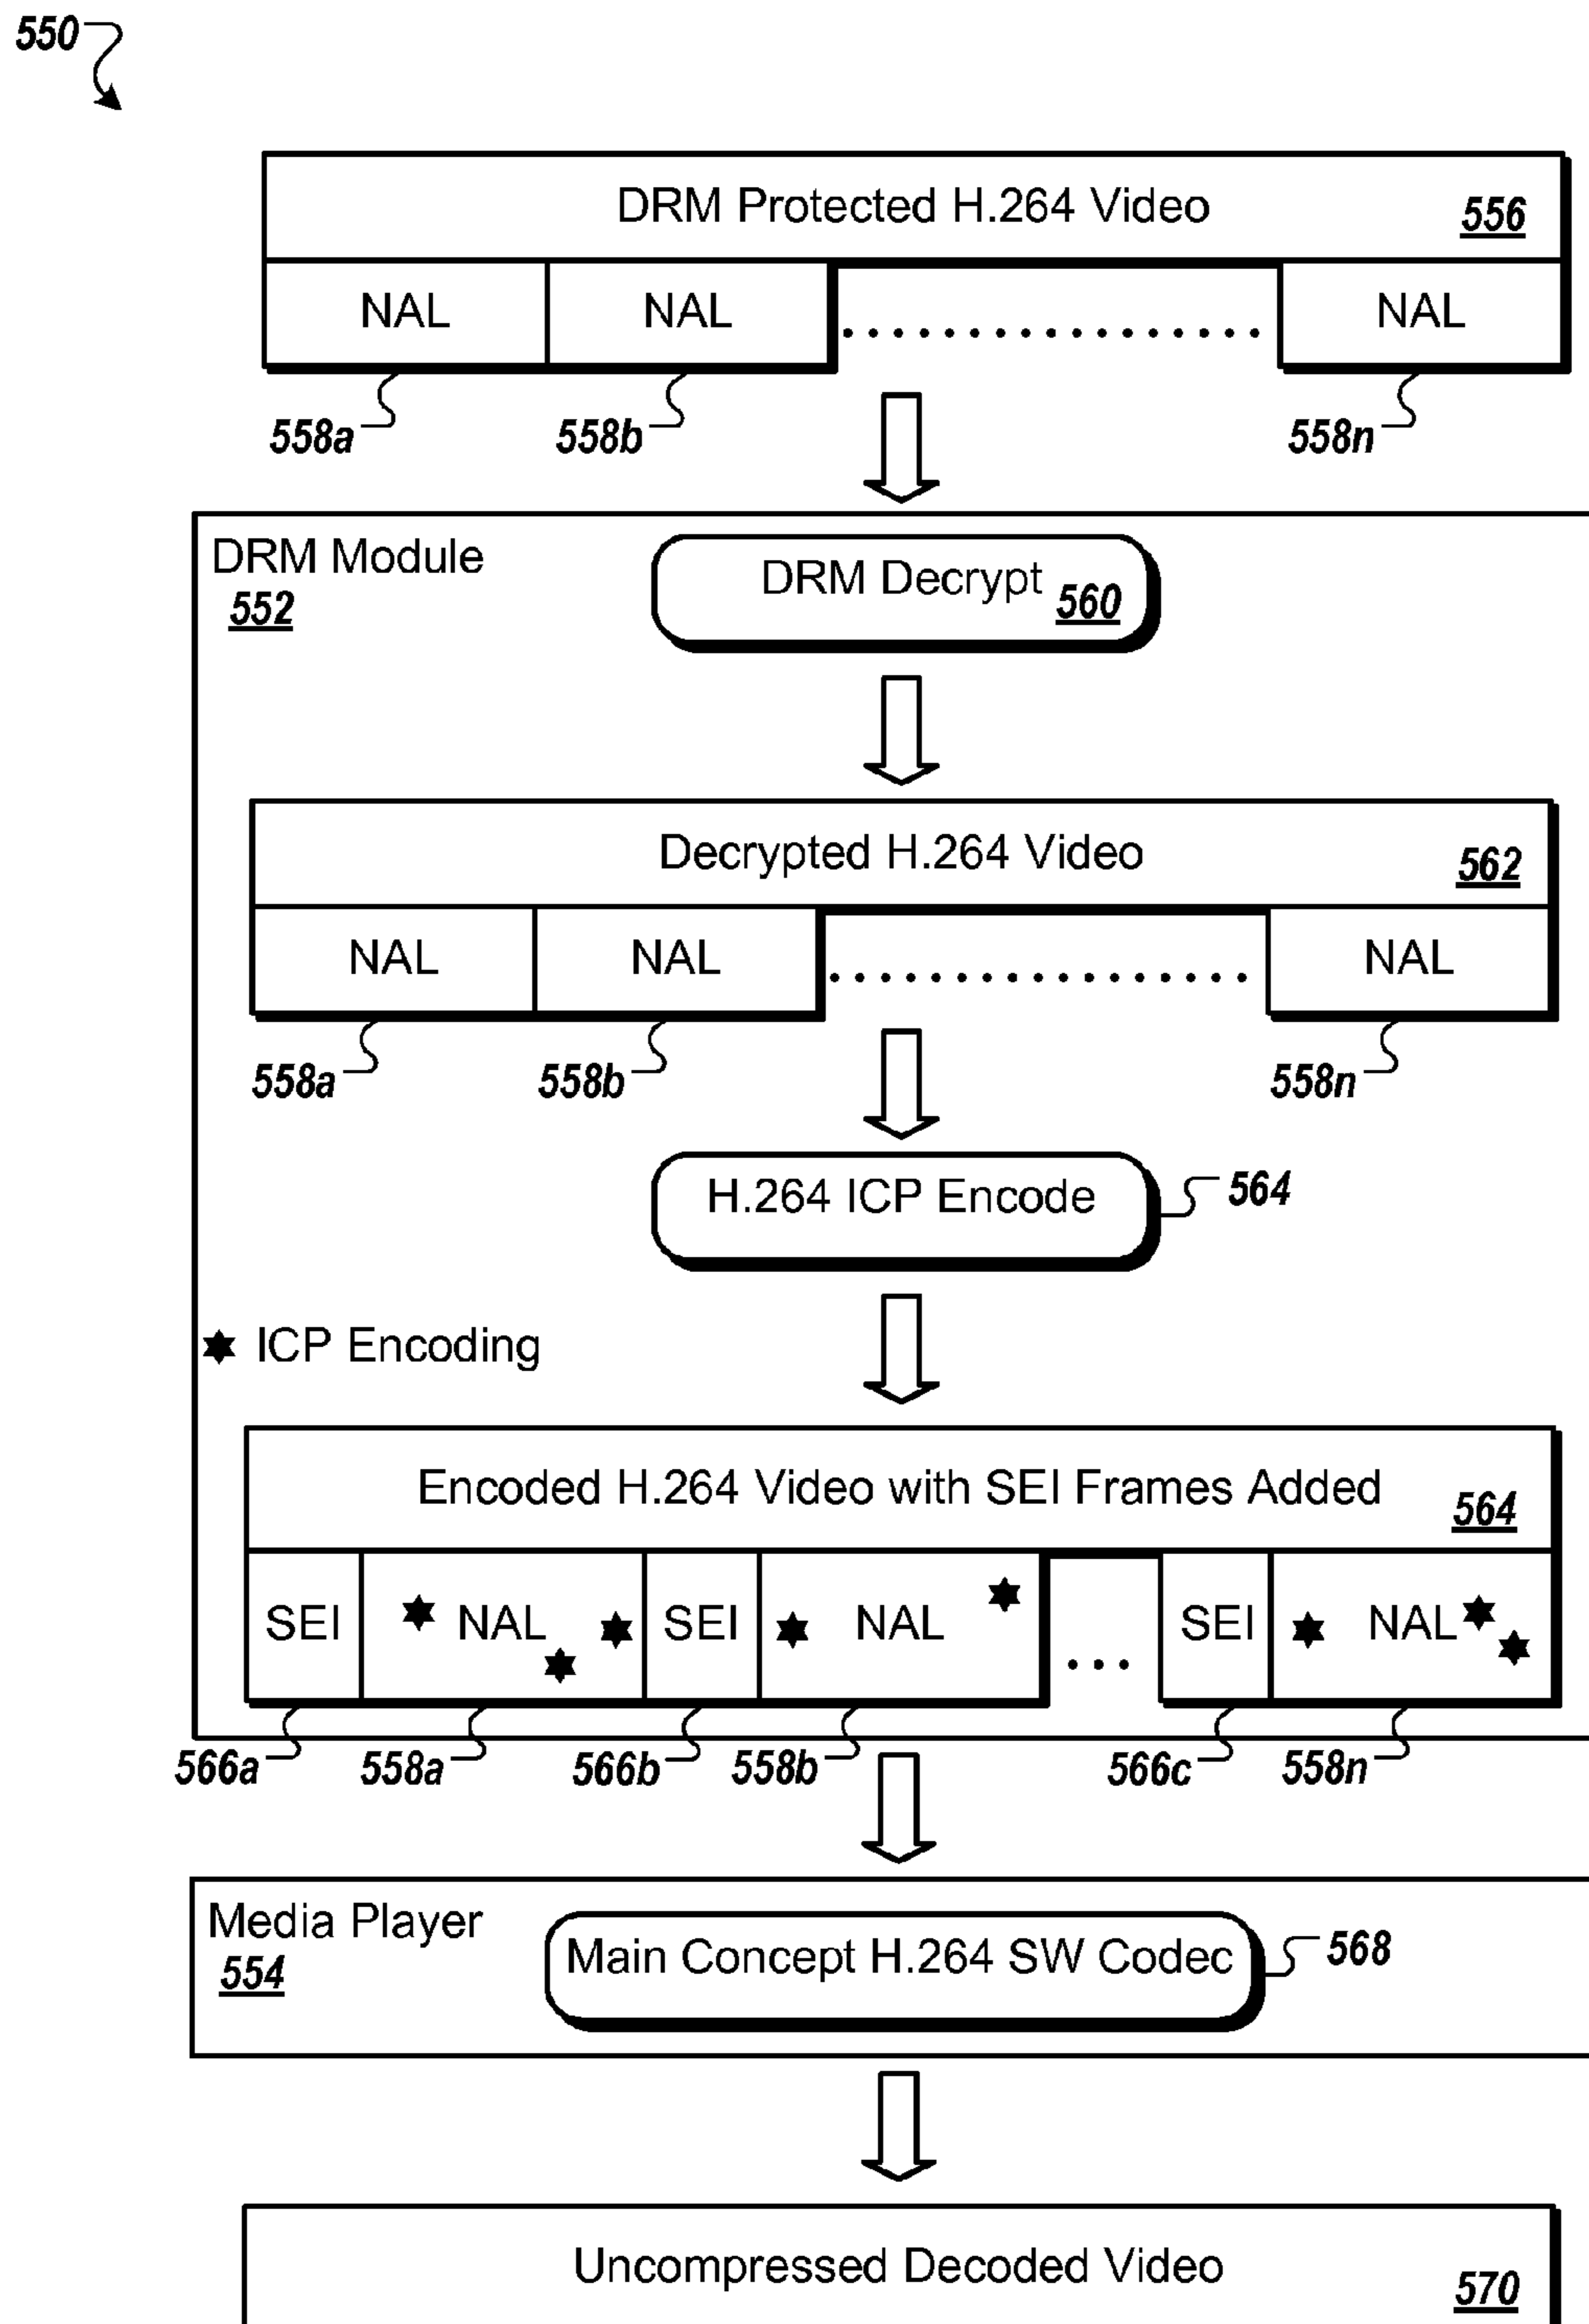 550
DRM Protected H.264 Video 556
NAL NAL ................. NAL
558a 558b 558n
DRM Module
552
DRM Decrypt 560
Decrypted H.264 Video 562
NAL NAL ................. NAL
558a 558b 558n
H.264 ICP Encode 564
ICP Encoding
Encoded H.264 Video with SEI Frames Added 564
SEI NAL SEI NAL ... SEI NAL
566a 558a 566b 558b 566c 558n
Media Player
554
Main Concept H.264 SW Codec 568
Uncompressed Decoded Video 570